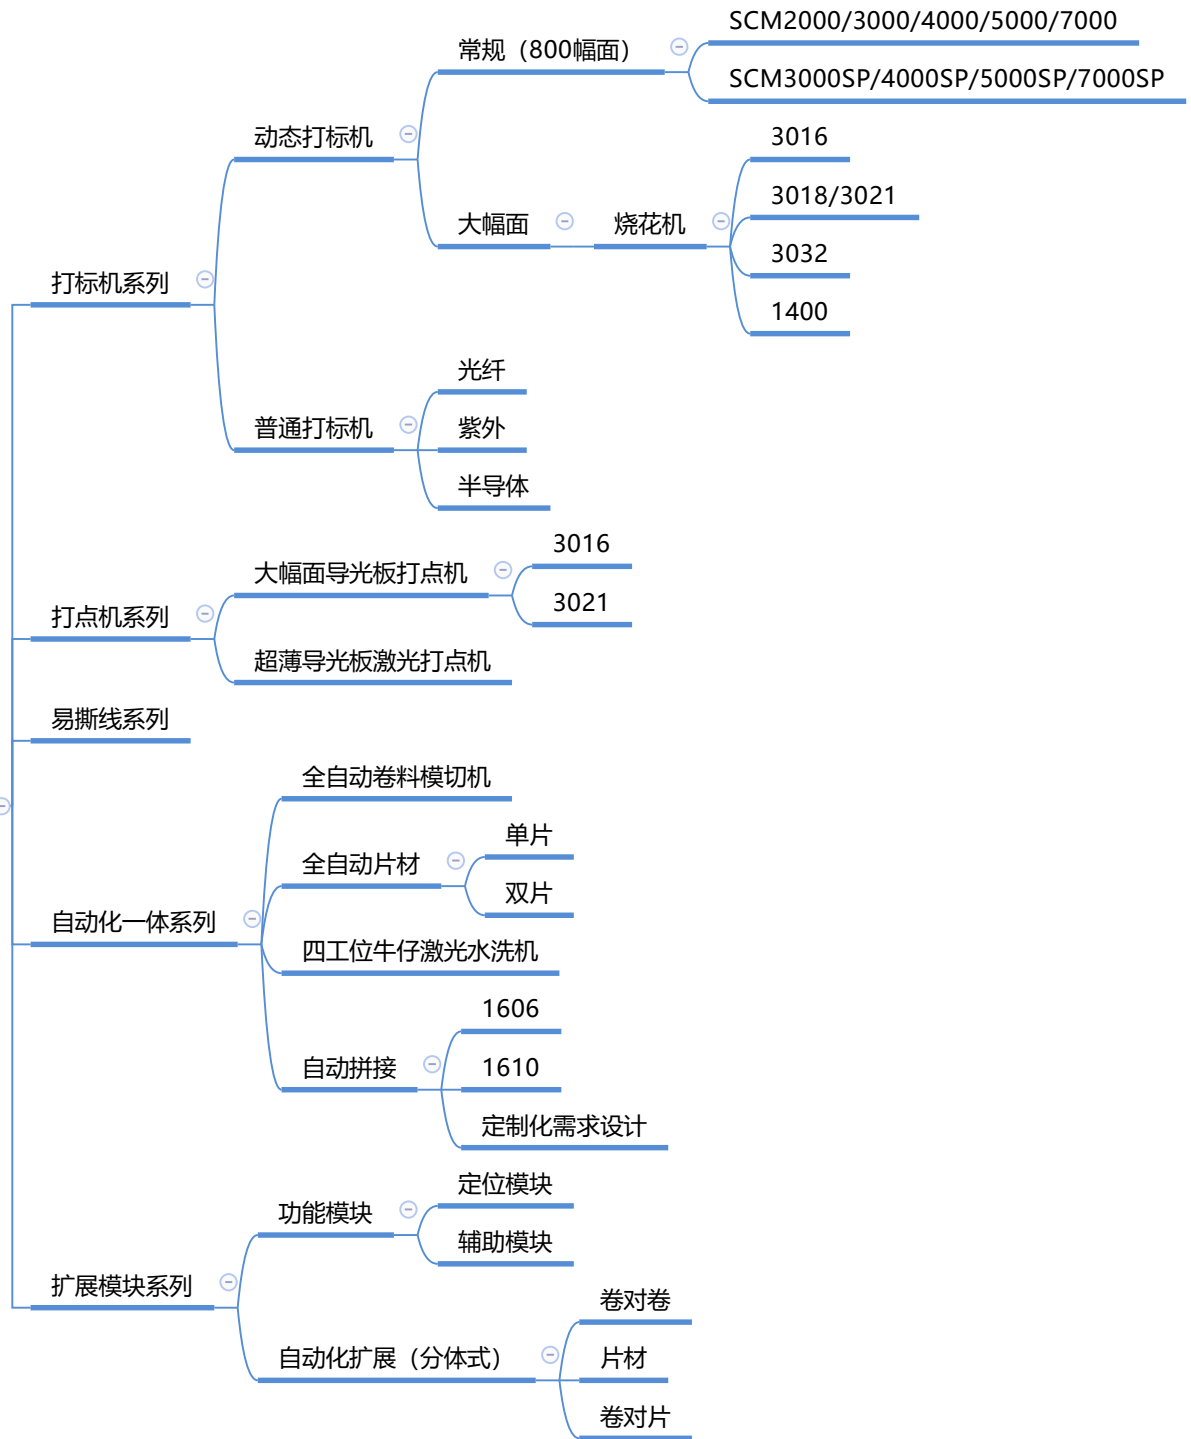 SCM2000/3000/4000/5000/7000
常规（800幅面）
SCM3000SP/4000SP/5000SP/7000SP
动态打标机
3016
3018/3021
大幅面
烧花机
3032
1400
打标机系列
光纤
普通打标机
紫外
半导体
3016
大幅面导光板打点机
3021
打点机系列
超薄导光板激光打点机
易撕线系列
全自动卷料模切机
单片
全自动片材
双片
自动化一体系列
四工位牛仔激光水洗机
1606
自动拼接
1610
定制化需求设计
定位模块
功能模块
辅助模块
扩展模块系列
卷对卷
自动化扩展（分体式）
片材
卷对片